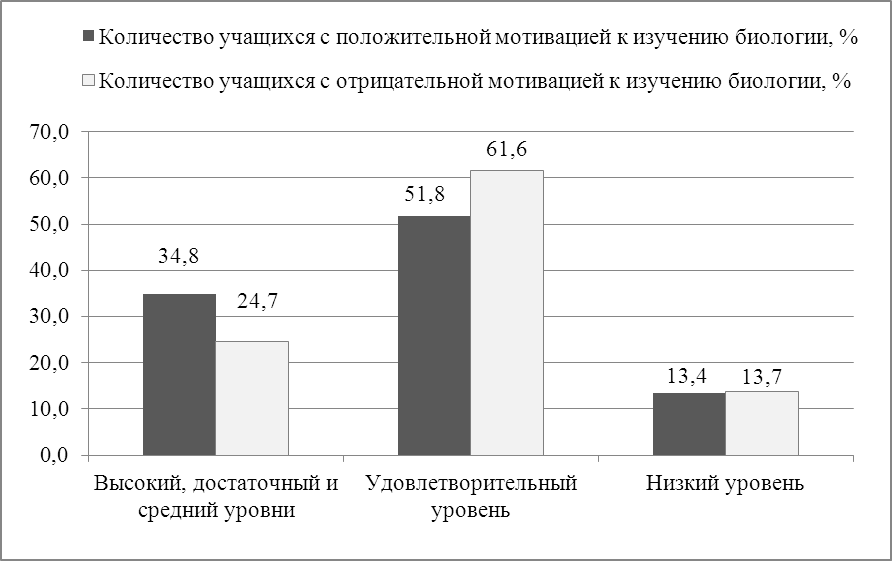 Количество учащихся с положительной мотивацией к изучению биологии, %
Количество учащихся с отрицательной мотивацией к изучению биологии, %
70,0
60,0
50,0
40,0
30,0
20,0
10,0
0,0
34,8
24,7
51,8
61,6
13,4
13,7
Высокий, достаточный и
средний уровни
Удовлетворительный
уровень
Низкий уровень